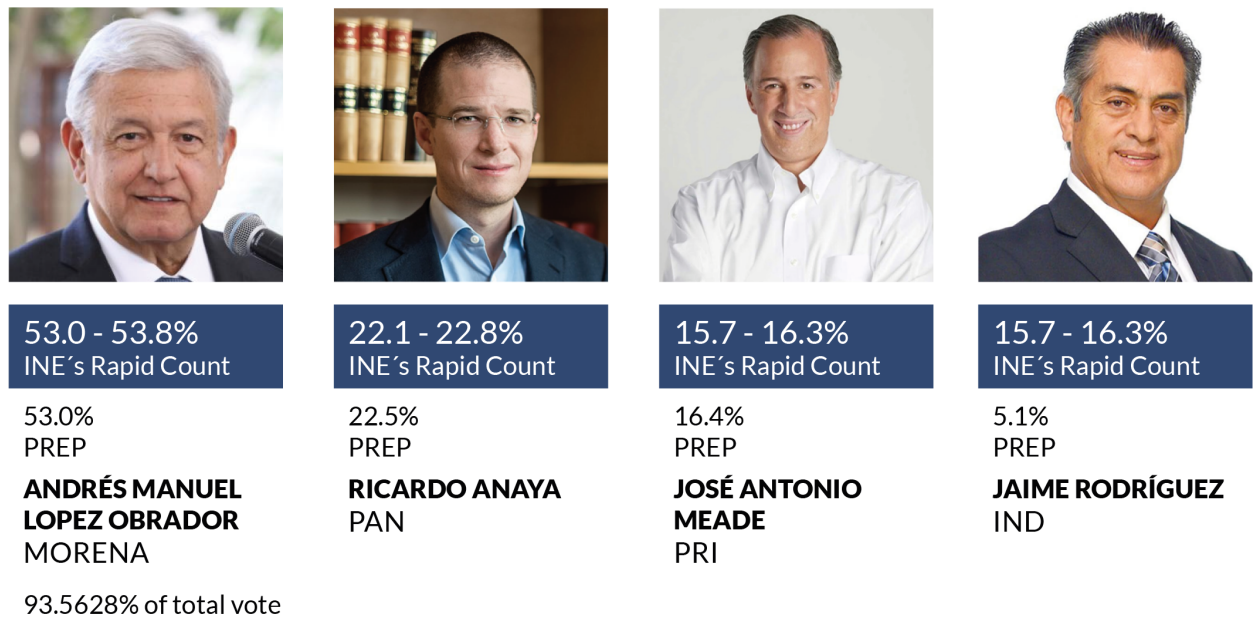 53.0 - 53.8%
INE´s Rapid Count
53.0%
PREP
ANDRÉS MANUEL
LOPEZ OBRADOR
MORENA
93.5628% of total vote
22.1 - 22.8%
INE´s Rapid Count
22.5%
PREP
RICARDO ANAYA
PAN
15.7 - 16.3%
INE´s Rapid Count
16.4%
PREP
JOSÉ ANTONIO
MEADE
PRI
15.7 - 16.3%
INE´s Rapid Count
5.1%
PREP
JAIME RODRÍGUEZ
IND